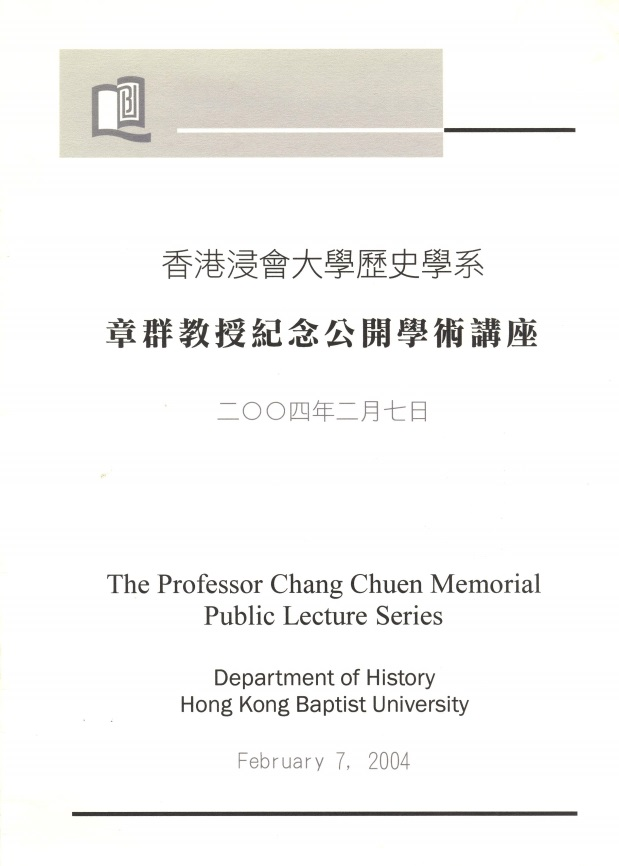 香港浸會大學歷史學系
章群教授紀念公開學術講座
二〇〇四年二月七日
The Professor Chang Chuen Memorial
Public Lecture Series
Department of History
Hong Kong Baptist University
February 7, 2004